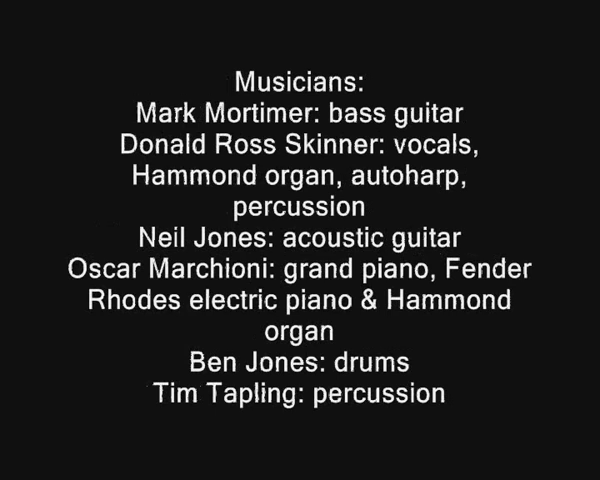 Musicians:
Mark Mortimer: bass guitar
Donald Ross Skinner: vocals,
Hammond organ, autoharp,
percussion
Neil Jones: acoustic guitar
Oscar Marchioni: grand piano, Fender
Rhodes electric piano & Hammond
organ
Ben Jones: drums
Tim Tapling: percussion